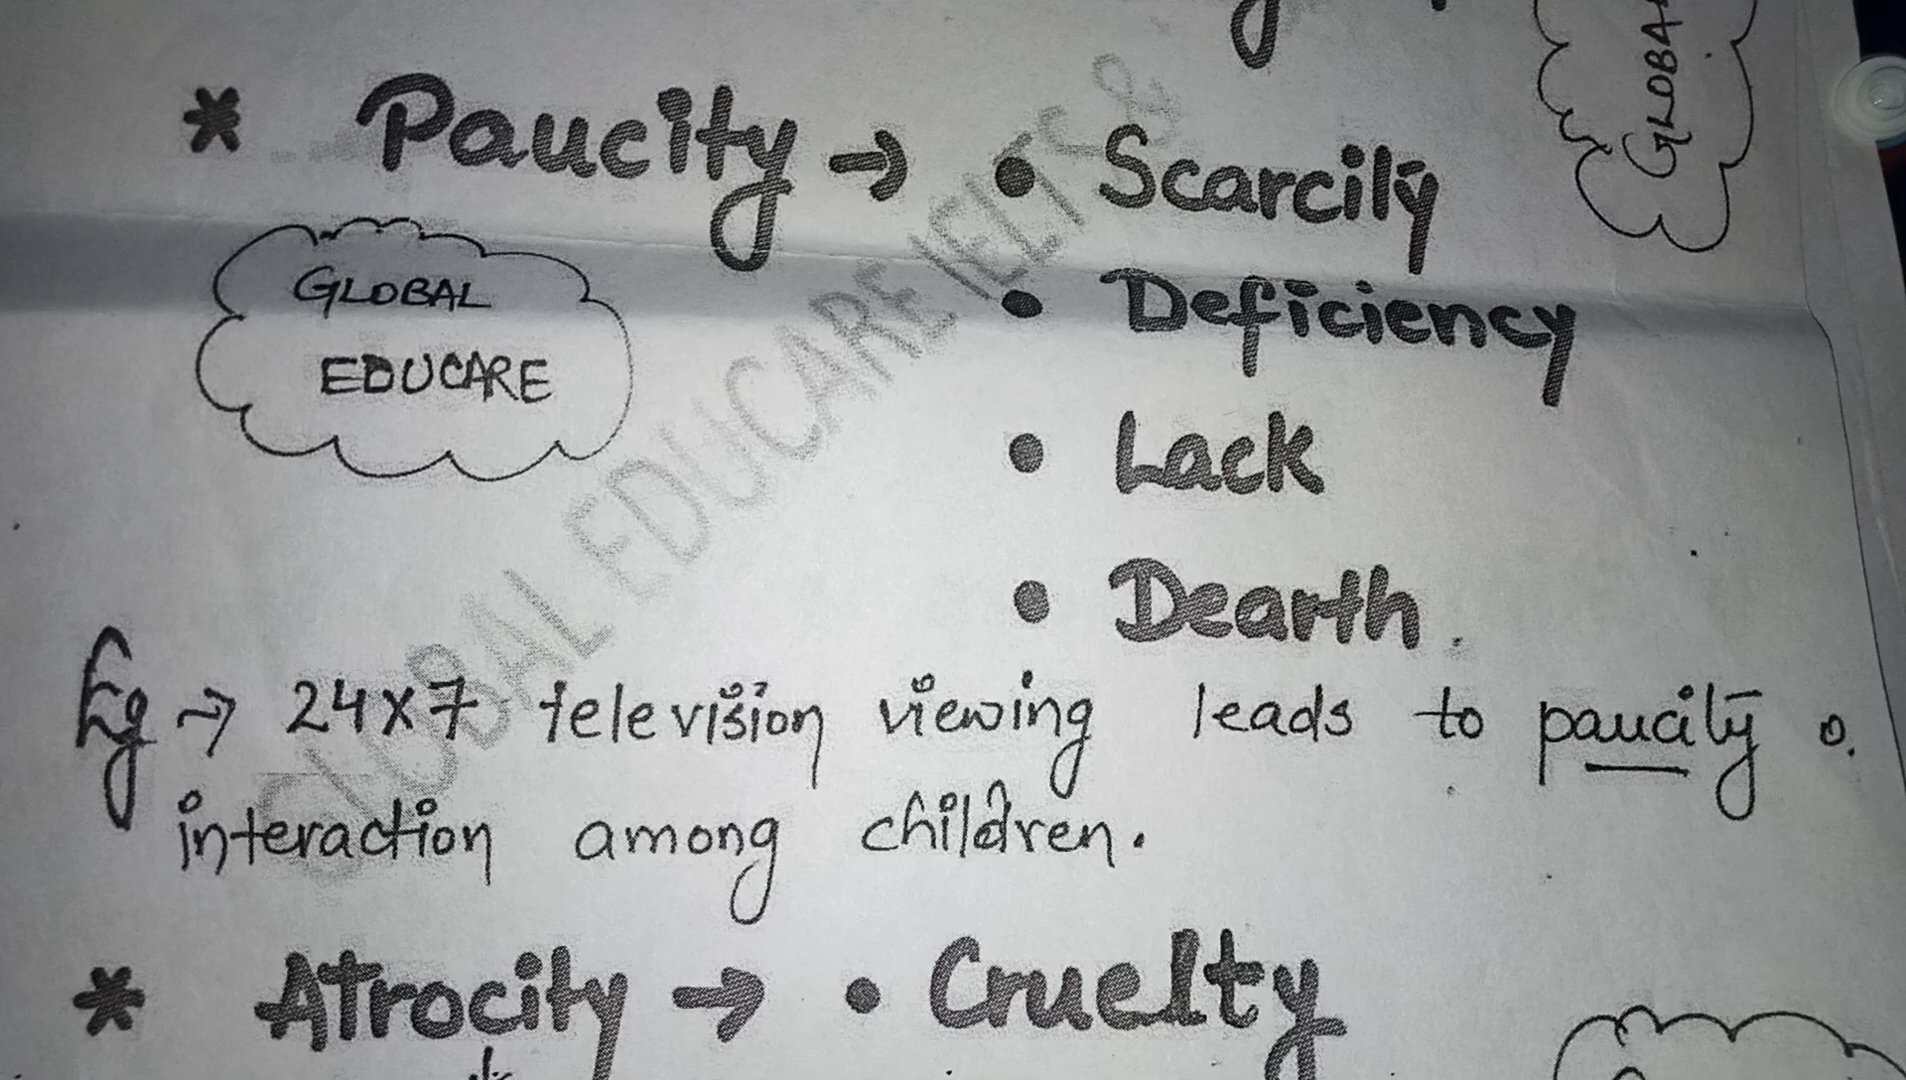 * Paucity → • Scarcity
GLOBAL
EDUCARE
• Deficiency
• Lack
• Dearth.
Eg → 24x7 television viewing leads to paucity o.
interaction among children.
* Atrocity → • Cruelty
GLOBAL EDUCARE IELTS &
GLOBA